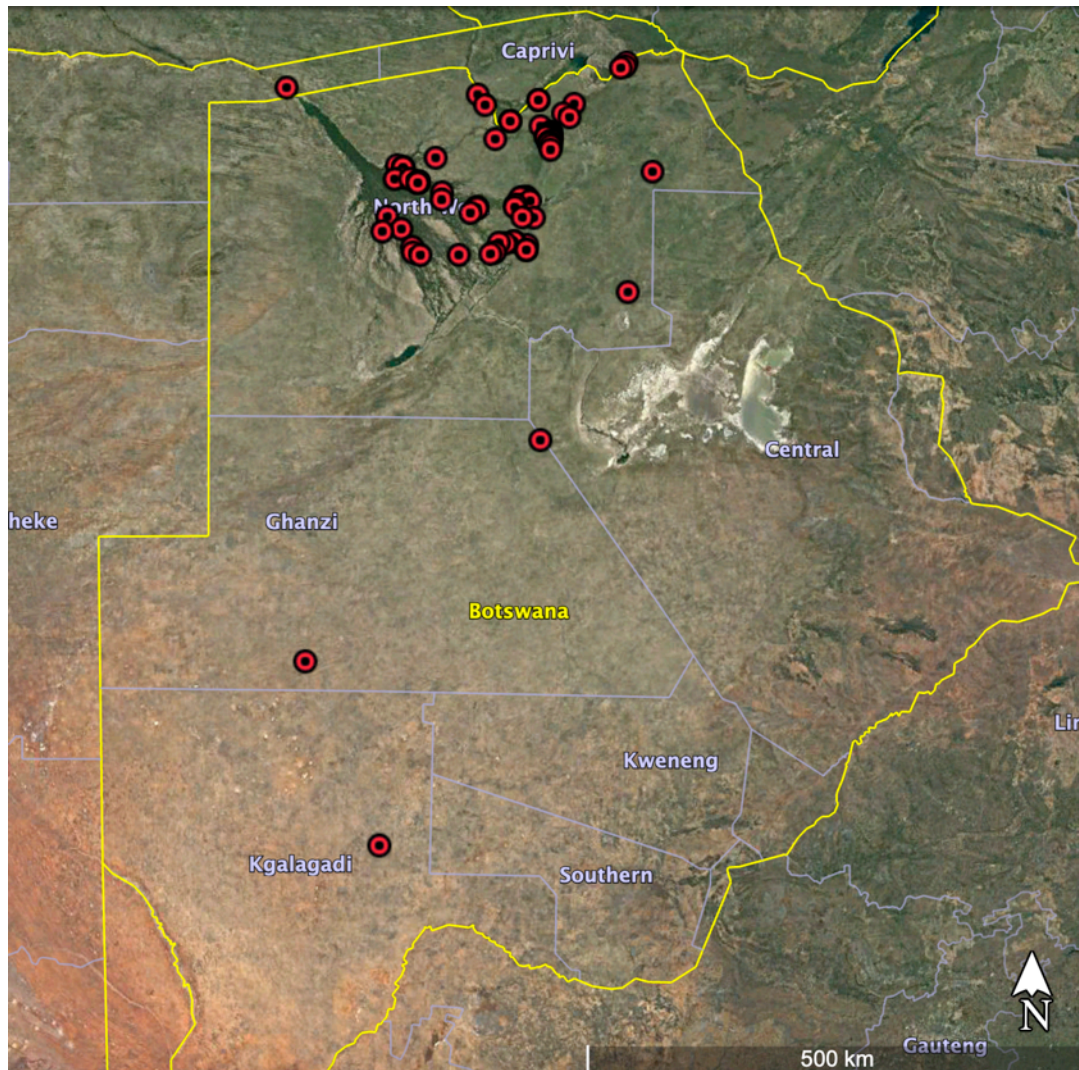 Caprivi
North W
Central
heke
Ghanzi
Botswana
Lin
Kweneng
Kgalagadi
Southern
N
500 km
Gauteng